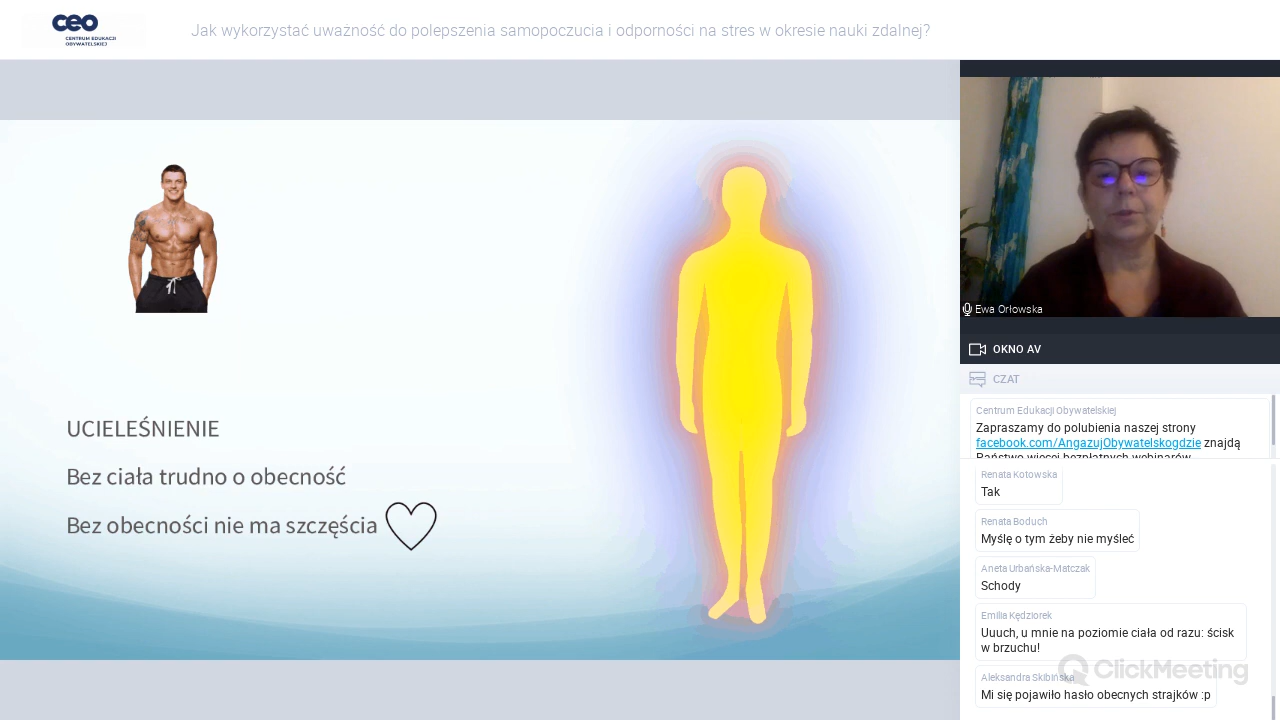 ceo
CENTRUM EDUKACJI
OBYWATELSKIEJ
Jak wykorzystać uważność do polepszenia samopoczucia i odporności na stres w okresie nauki zdalnej?
UCIELEŚNIENIE
Bez ciała trudno o obecność
Bez obecności nie ma szczęścia
Ewa Orłowska
OKNO AV
CZAT
Centrum Edukacji Obywatelskiej
Zapraszamy do polubienia naszej strony
facebook.com/AngazujObywatelskogdzie znajdą
Państwo więcej bezpłatnych webinarów
Renata Kotowska
Tak
Renata Boduch
Myślę o tym żeby nie myśleć
Aneta Urbańska-Matczak
Schody
Emilia Kędziorek
Uuuch, u mnie na poziomie ciała od razu: ścisk
w brzuchu!
ClickMeeting
Aleksandra Skibińska
Mi się pojawiło hasło obecnych strajków :p